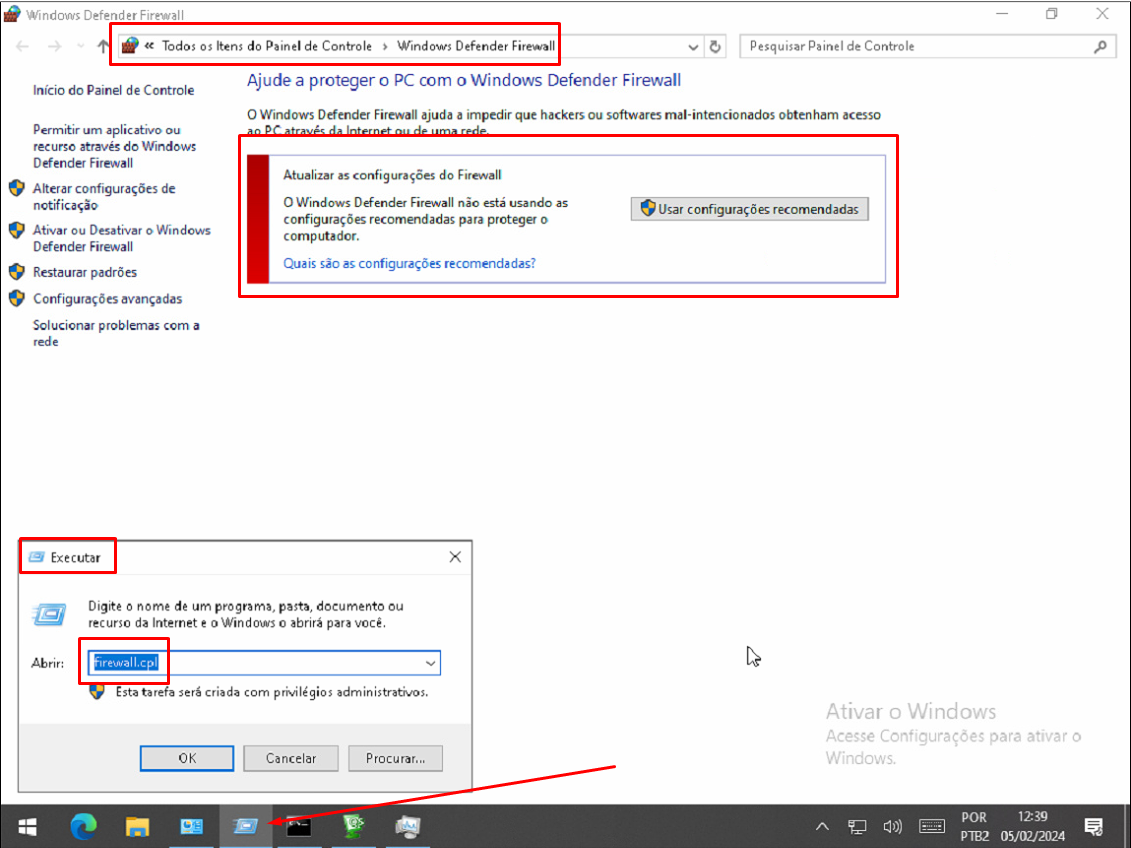 Windows Defender Firewall
« Todos os Itens do Painel de Controle › Windows Defender Firewall
Pesquisar Painel de Controle
Início do Painel de Controle
Permitir um aplicativo ou
recurso através do Windows
Defender Firewall
Alterar configurações de
notificação
Ativar ou Desativar o Windows
Defender Firewall
Restaurar padrões
Configurações avançadas
Solucionar problemas com a
rede
Ajude a proteger o PC com o Windows Defender Firewall
O Windows Defender Firewall ajuda a impedir que hackers ou softwares mal-intencionados obtenham acesso
ao PC através da Internet ou de uma rede.
Atualizar as configurações do Firewall
O Windows Defender Firewall não está usando as
configurações recomendadas para proteger o
computador.
Usar configurações recomendadas
Quais são as configurações recomendadas?
Executar
Digite o nome de um programa, pasta, documento ou
recurso da Internet e o Windows o abrirá para você.
Abrir: firewall.cpl
Esta tarefa será criada com privilégios administrativos.
OK Cancelar Procurar...
Ativar o Windows
Acesse Configurações para ativar o
Windows.
POR
PTB2
12:39
05/02/2024